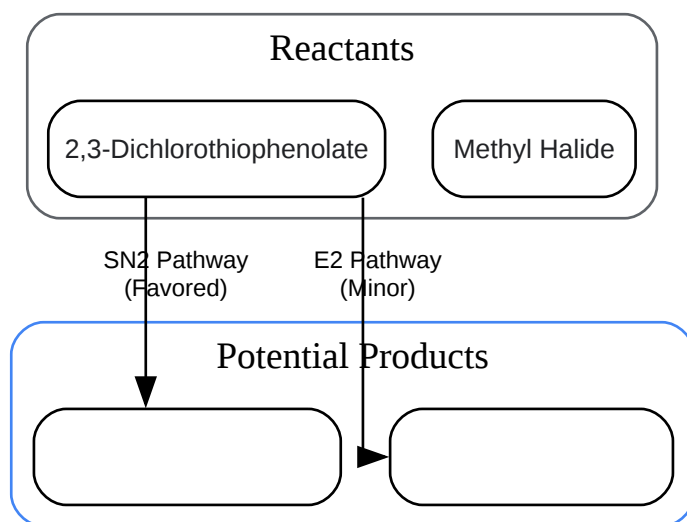 Reactants
2,3-Dichlorothiophenolate
Methyl Halide
SN2 Pathway
(Favored)
E2 Pathway
(Minor)
Potential Products